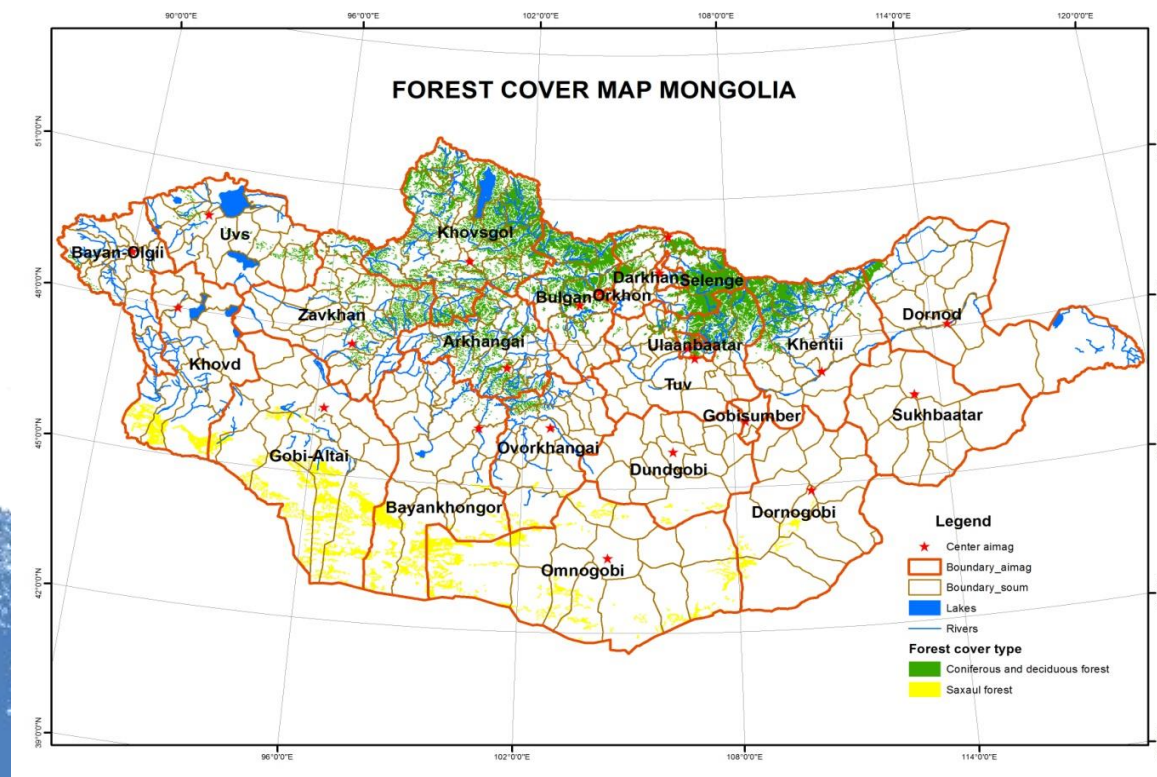 90°0'0"E 96°0'0"E 102°0'0"E 108°0'0"E 114°0'0"E 120°0'0"E
FOREST COVER MAP MONGOLIA
51°0'0"N
48°0'0"N
45°0'0"N
42°0'0"N
39°0'0"N
Khovsgol
Uvs
Bayan-Olgii
Darkhan
Selenge
Bulgan
Orkhon
Zavkhan
Dornod
Arkhangai
Ulaanbaatar
Khentii
Khovd
Tuv
Gobisumber
Sukhbaatar
Ovorkhangai
Gobi-Altai
Dundgobi
Bayankhongor
Dornogobi
Omnogobi
Legend
Center aimag
Boundary_aimag
Boundary_soum
Lakes
Rivers
Forest cover type
Coniferous and deciduous forest
Saxaul forest
96°0'0"E 102°0'0"E 108°0'0"E 114°0'0"E